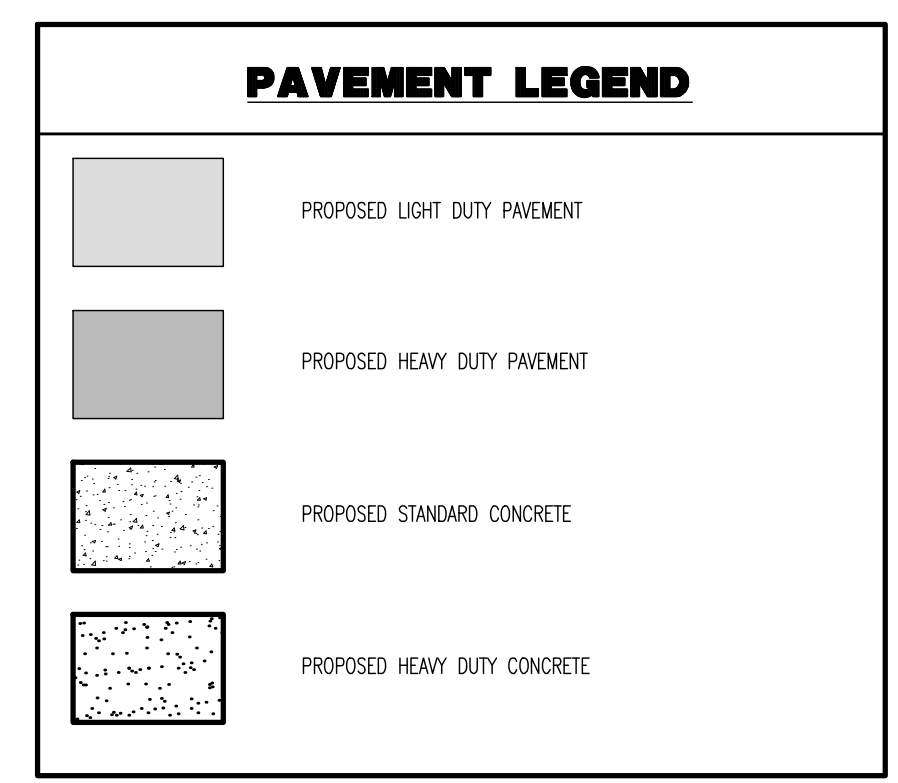 PAVEMENT LEGEND
PROPOSED LIGHT DUTY PAVEMENT
PROPOSED HEAVY DUTY PAVEMENT
PROPOSED STANDARD CONCRETE
PROPOSED HEAVY DUTY CONCRETE